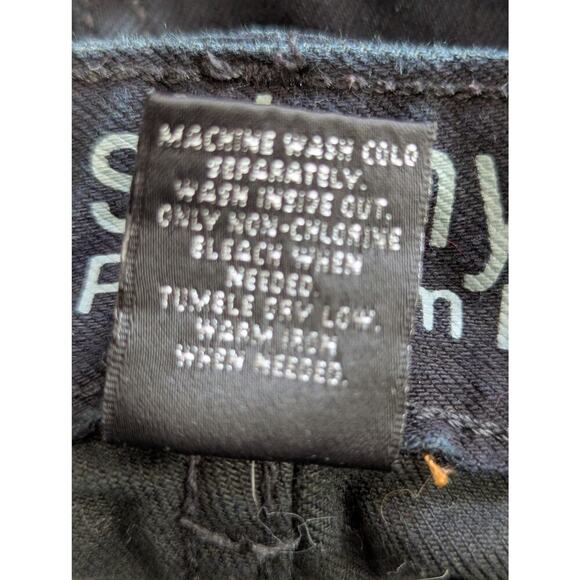 MACHINE WASH COLD
SEPARATELY.
WASH INSIDE OUT.
ONLY NON-CHLORINE
BLEACH WHEN
NEEDED.
TUMBLE DRY LOW.
WARM IRON
WHEN NEEDED.